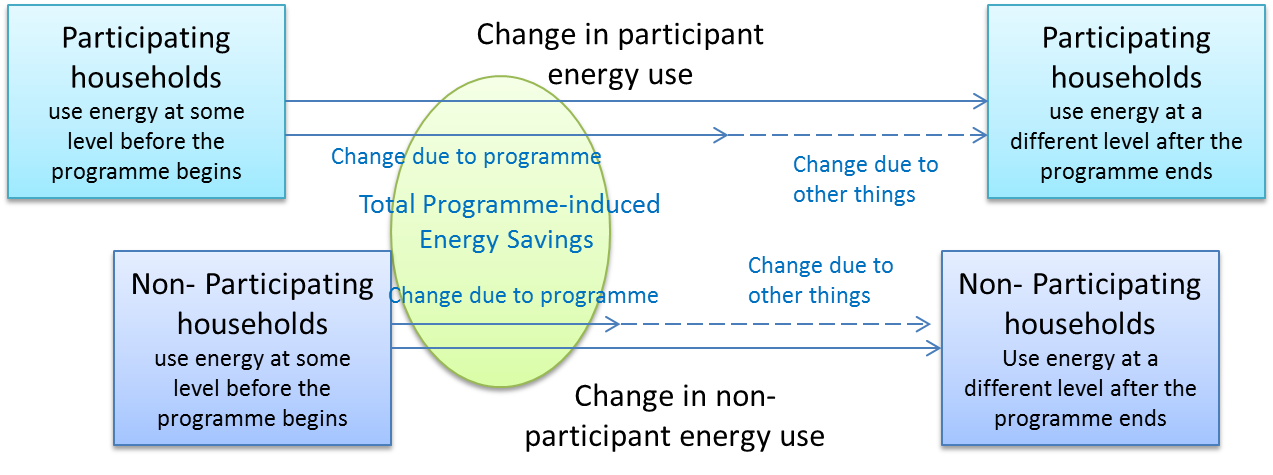 Participating
households
use energy at some
level before the
programme begins
Change in participant
energy use
Participating
households
use energy at a
different level after the
programme ends
Change due to programme
Change due to
other things
Total Programme-induced
Energy Savings
Non- Participating
households
use energy at some
level before the
programme begins
Change due to programme
Change due to
other things
Non- Participating
households
Use energy at a
different level after the
programme ends
Change in non-
participant energy use